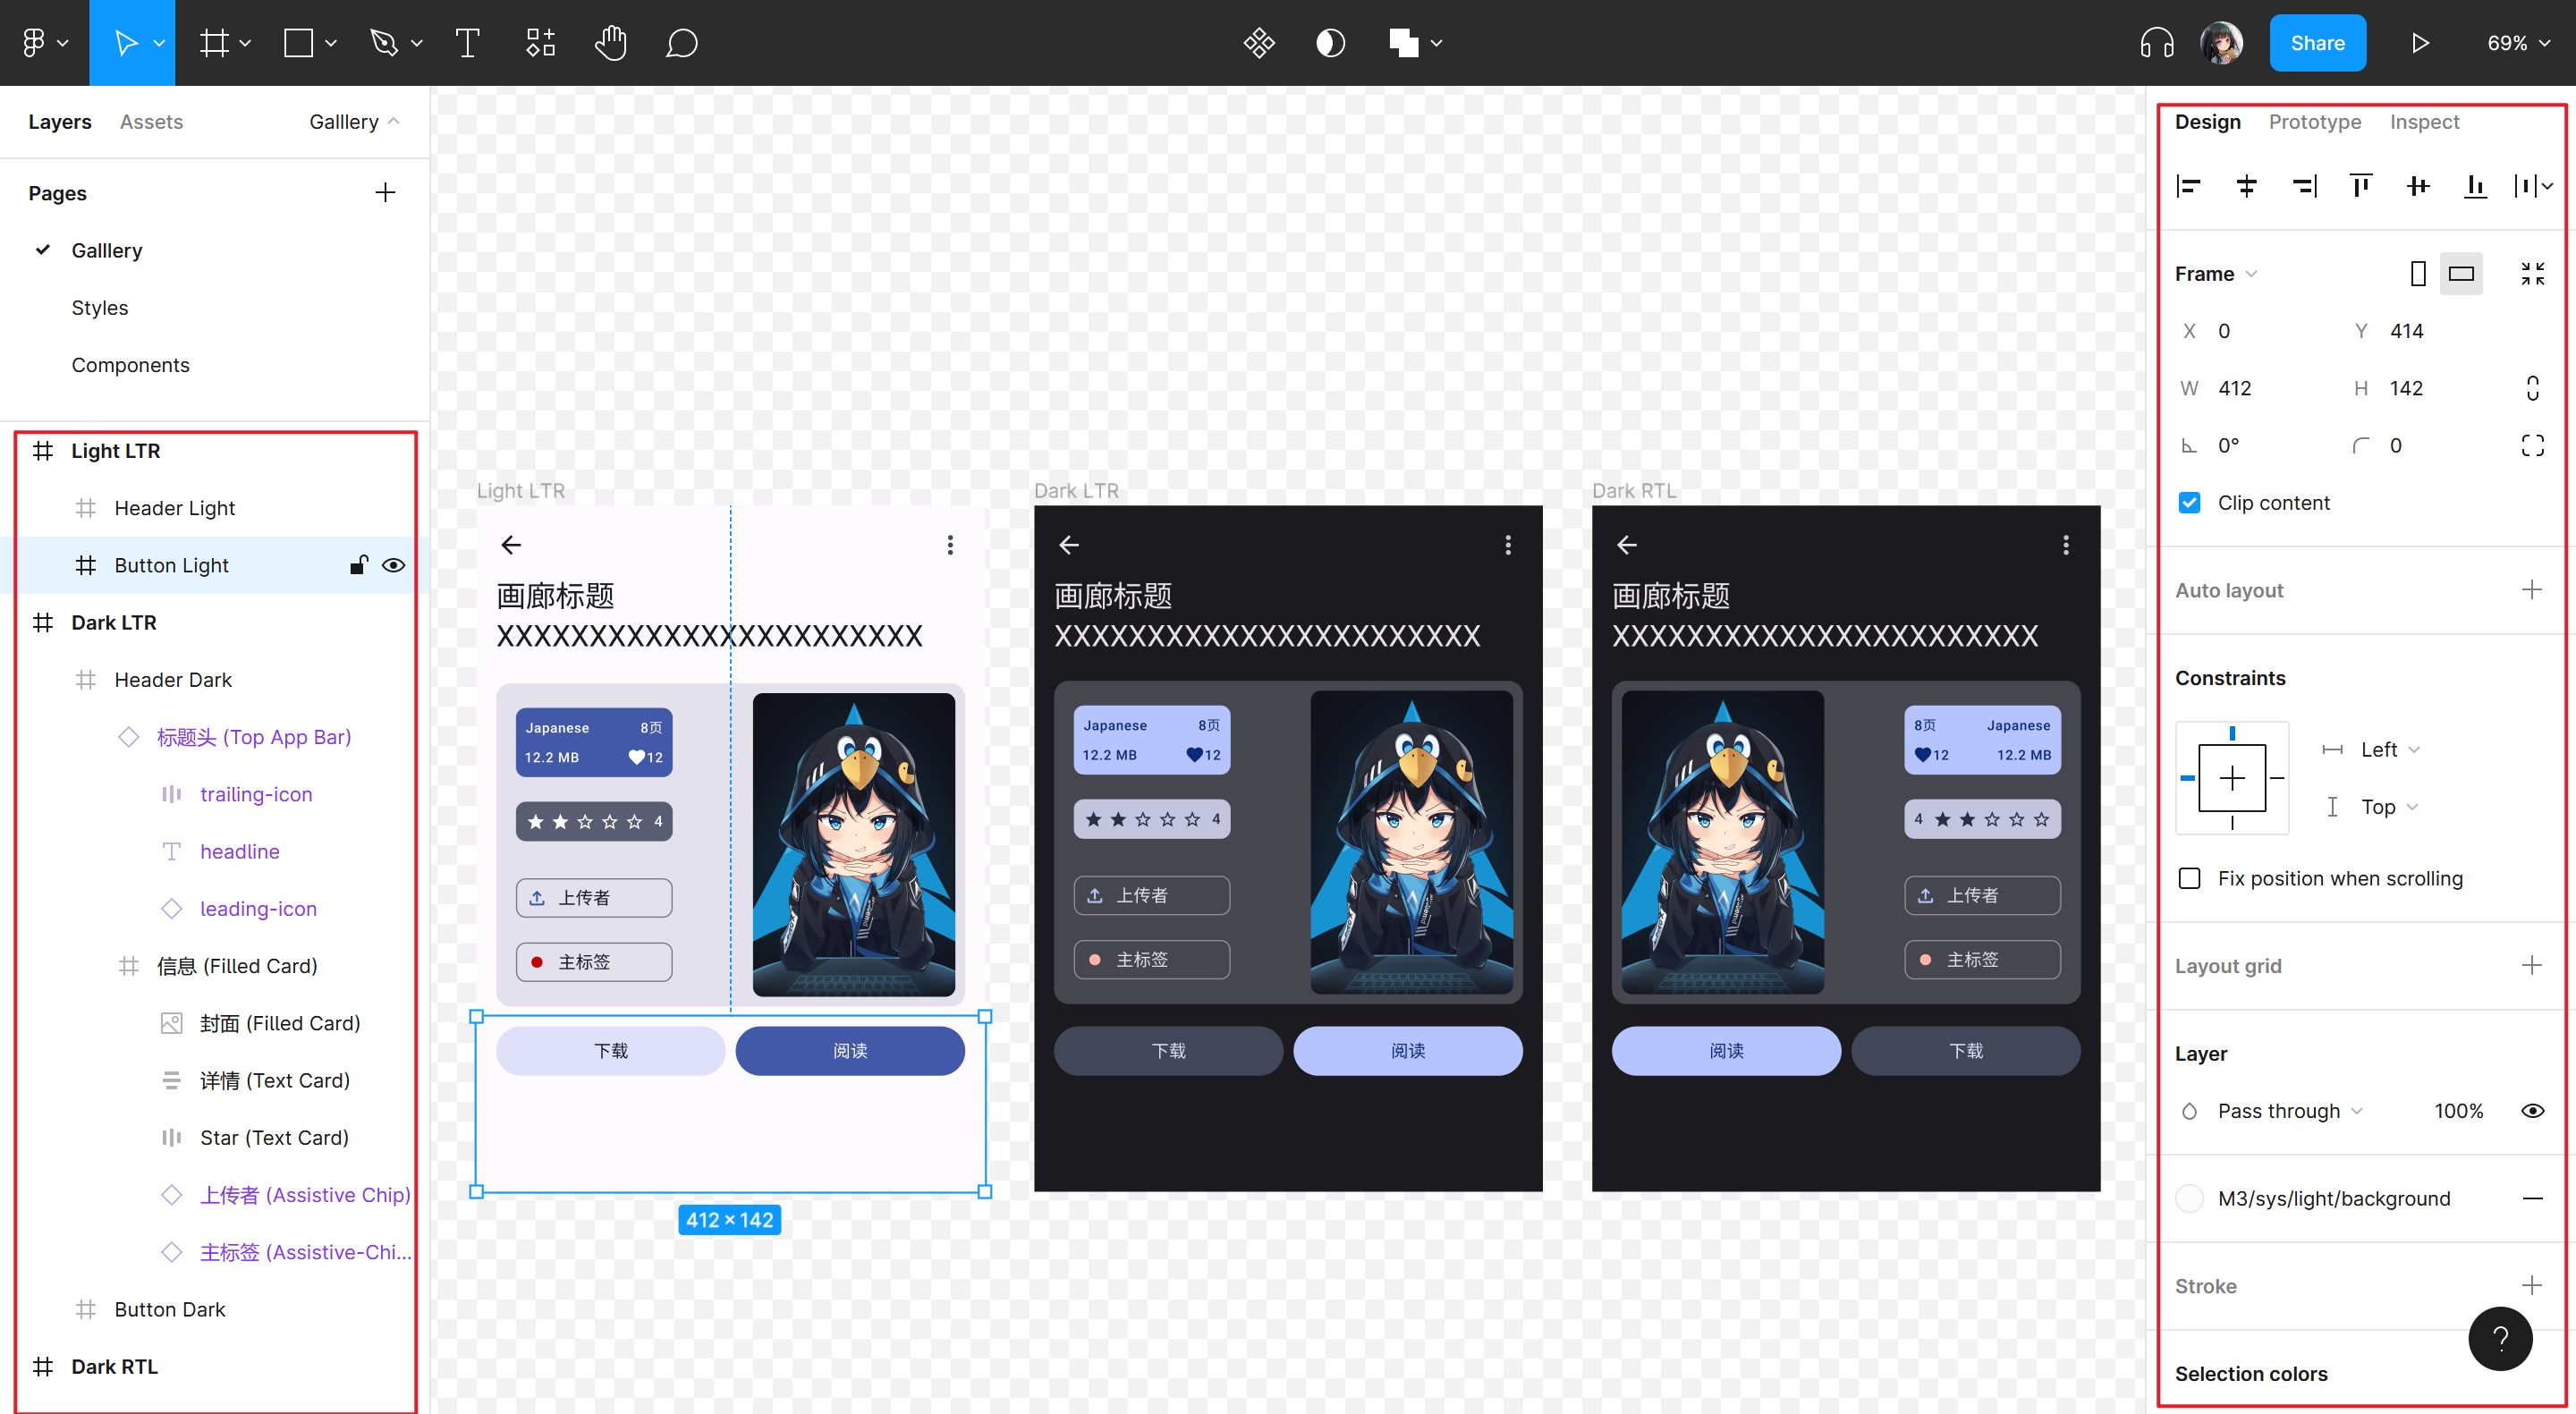 Share
69%
Layers Assets Galllery
Pages
Galllery
Styles
Components
Light LTR
Header Light
Button Light
Dark LTR
Header Dark
标题头 (Top App Bar)
trailing-icon
headline
leading-icon
信息 (Filled Card)
封面 (Filled Card)
详情 (Text Card)
Star (Text Card)
上传者 (Assistive Chip)
主标签 (Assistive-Chi...
Button Dark
Dark RTL
Light LTR
画廊标题
XXXXXXXXXXXXXXXXXXXXXXX
Japanese 8页
12.2 MB 12
4
上传者
主标签
下载 阅读
412 × 142
Dark LTR
画廊标题
XXXXXXXXXXXXXXXXXXXXXXX
Japanese 8页
12.2 MB 12
4
上传者
主标签
下载 阅读
Dark RTL
画廊标题
XXXXXXXXXXXXXXXXXXXXXXX
8页 Japanese
12 12.2 MB
4
上传者
主标签
阅读 下载
Design Prototype Inspect
Frame
X 0 Y 414
W 412 H 142
0° 0
Clip content
Auto layout
Constraints
Left
Top
Fix position when scrolling
Layout grid
Layer
Pass through 100%
M3/sys/light/background
Stroke
?
Selection colors